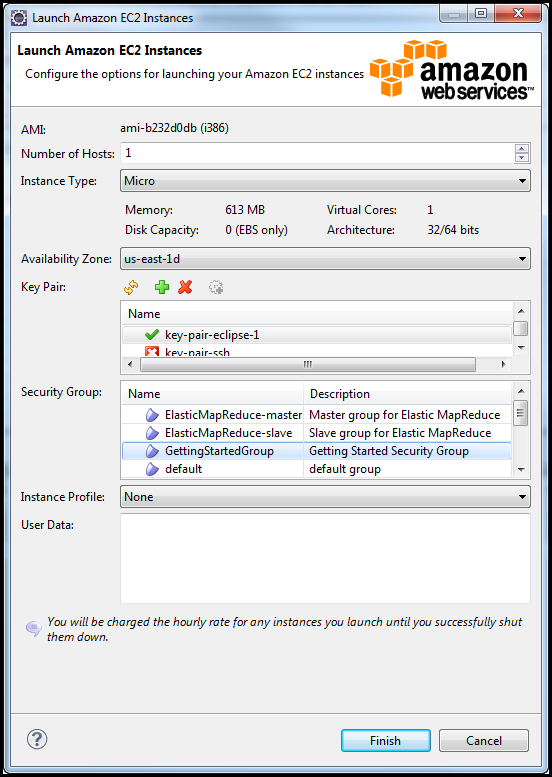 Launch Amazon EC2 Instances
Launch Amazon EC2 Instances
Configure the options for launching your Amazon EC2 instances
amazon
web services™
AMI: ami-b232d0db (i386)
Number of Hosts: 1
Instance Type: Micro
Memory: 613 MB Virtual Cores: 1
Disk Capacity: 0 (EBS only) Architecture: 32/64 bits
Availability Zone: us-east-1d
Key Pair:
Name
key-pair-eclipse-1
key-pair-ssh
Security Group: Name Description
ElasticMapReduce-master Master group for Elastic MapReduce
ElasticMapReduce-slave Slave group for Elastic MapReduce
GettingStartedGroup Getting Started Security Group
default default group
Instance Profile: None
User Data:
You will be charged the hourly rate for any instances you launch until you successfully shut
them down.
? Finish Cancel